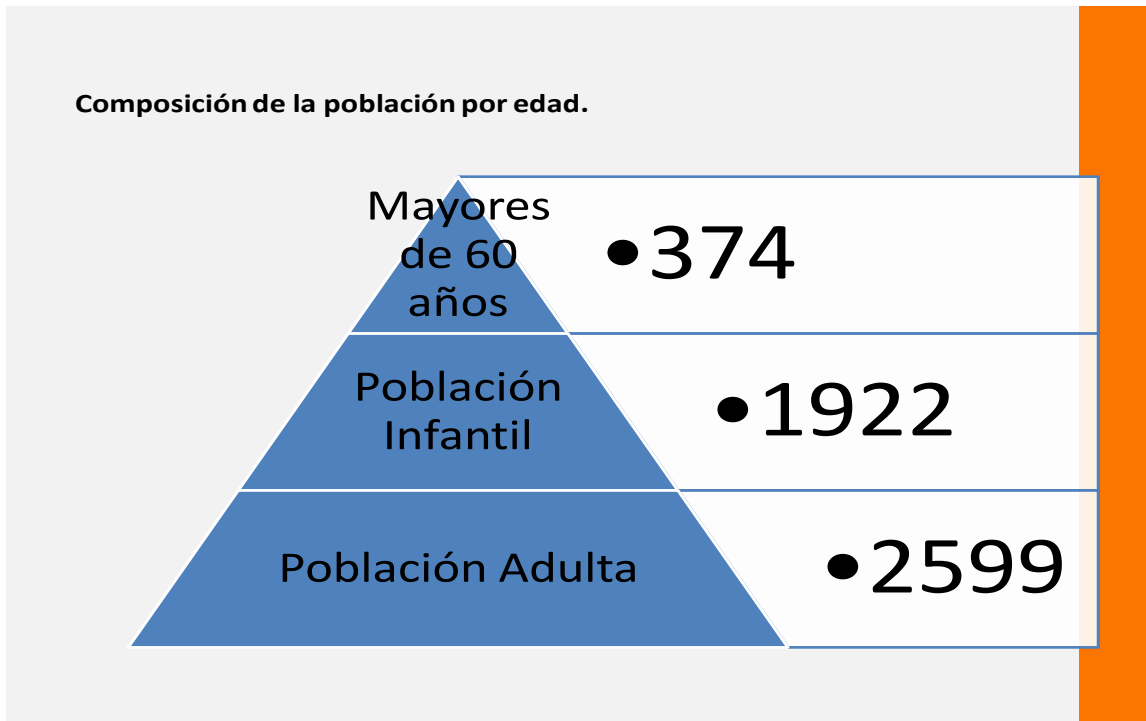 Composición de la población por edad.
Mayores
de 60
años
•374
Población
Infantil
•1922
Población Adulta
•2599